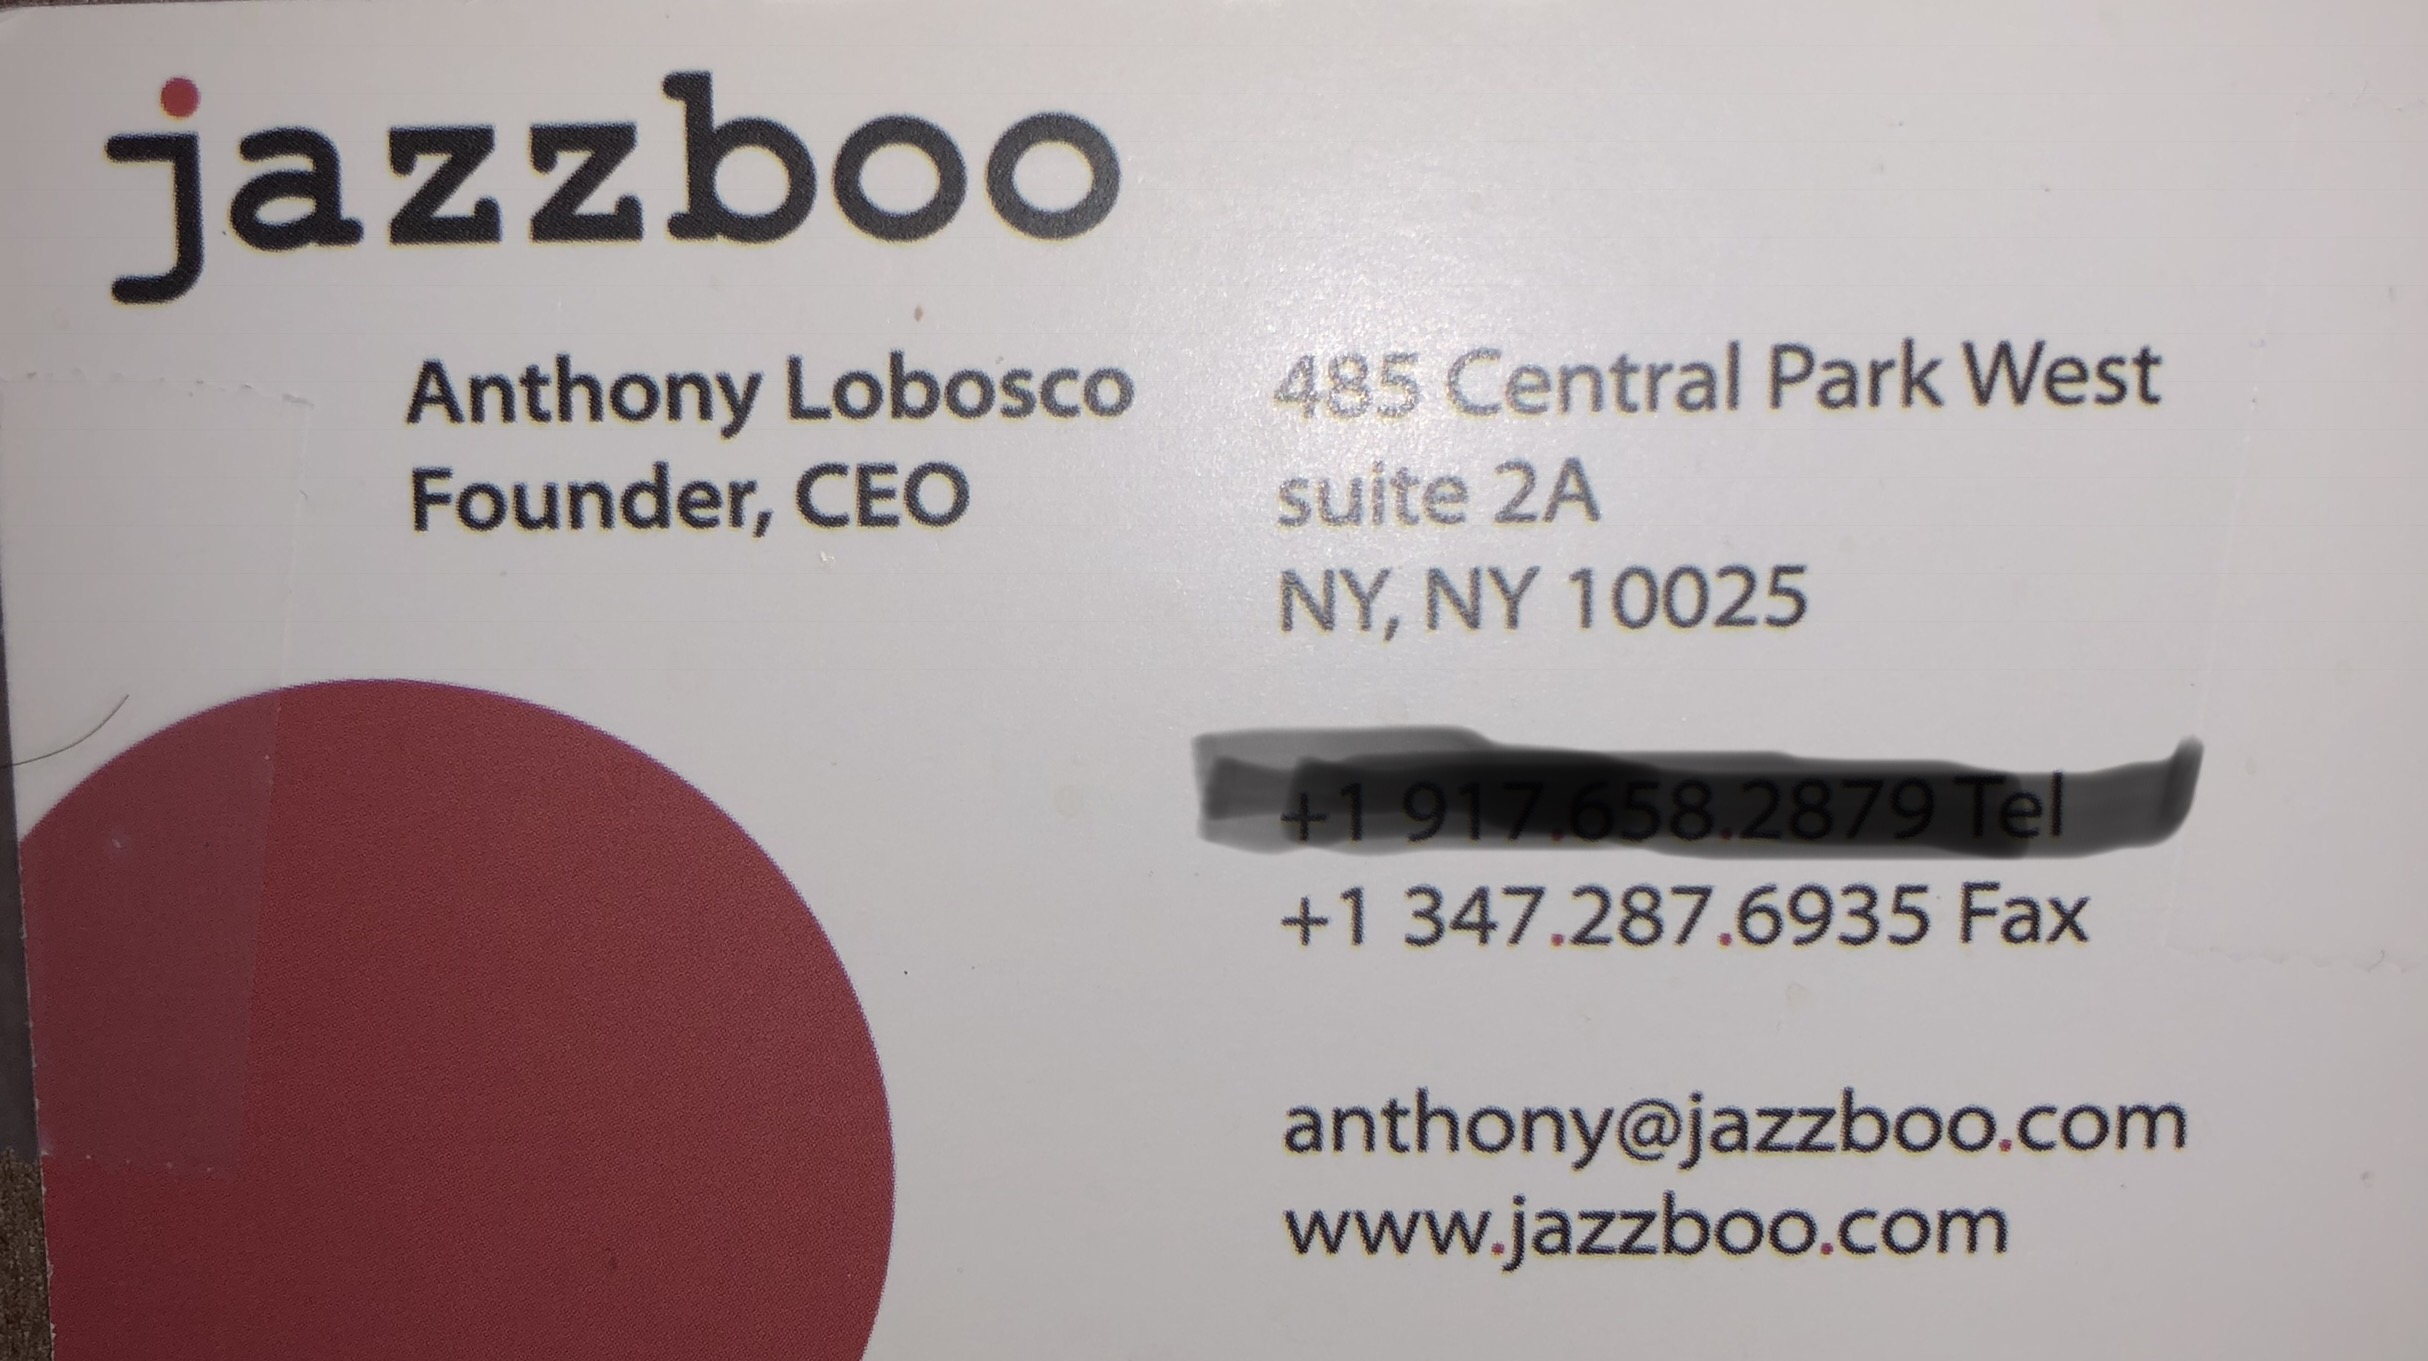 jazzboo
Anthony Lobosco
Founder, CEO
485 Central Park West
suite 2A
NY, NY 10025
Tel
+1 347.287.6935 Fax
anthony@jazzboo.com
www.jazzboo.com